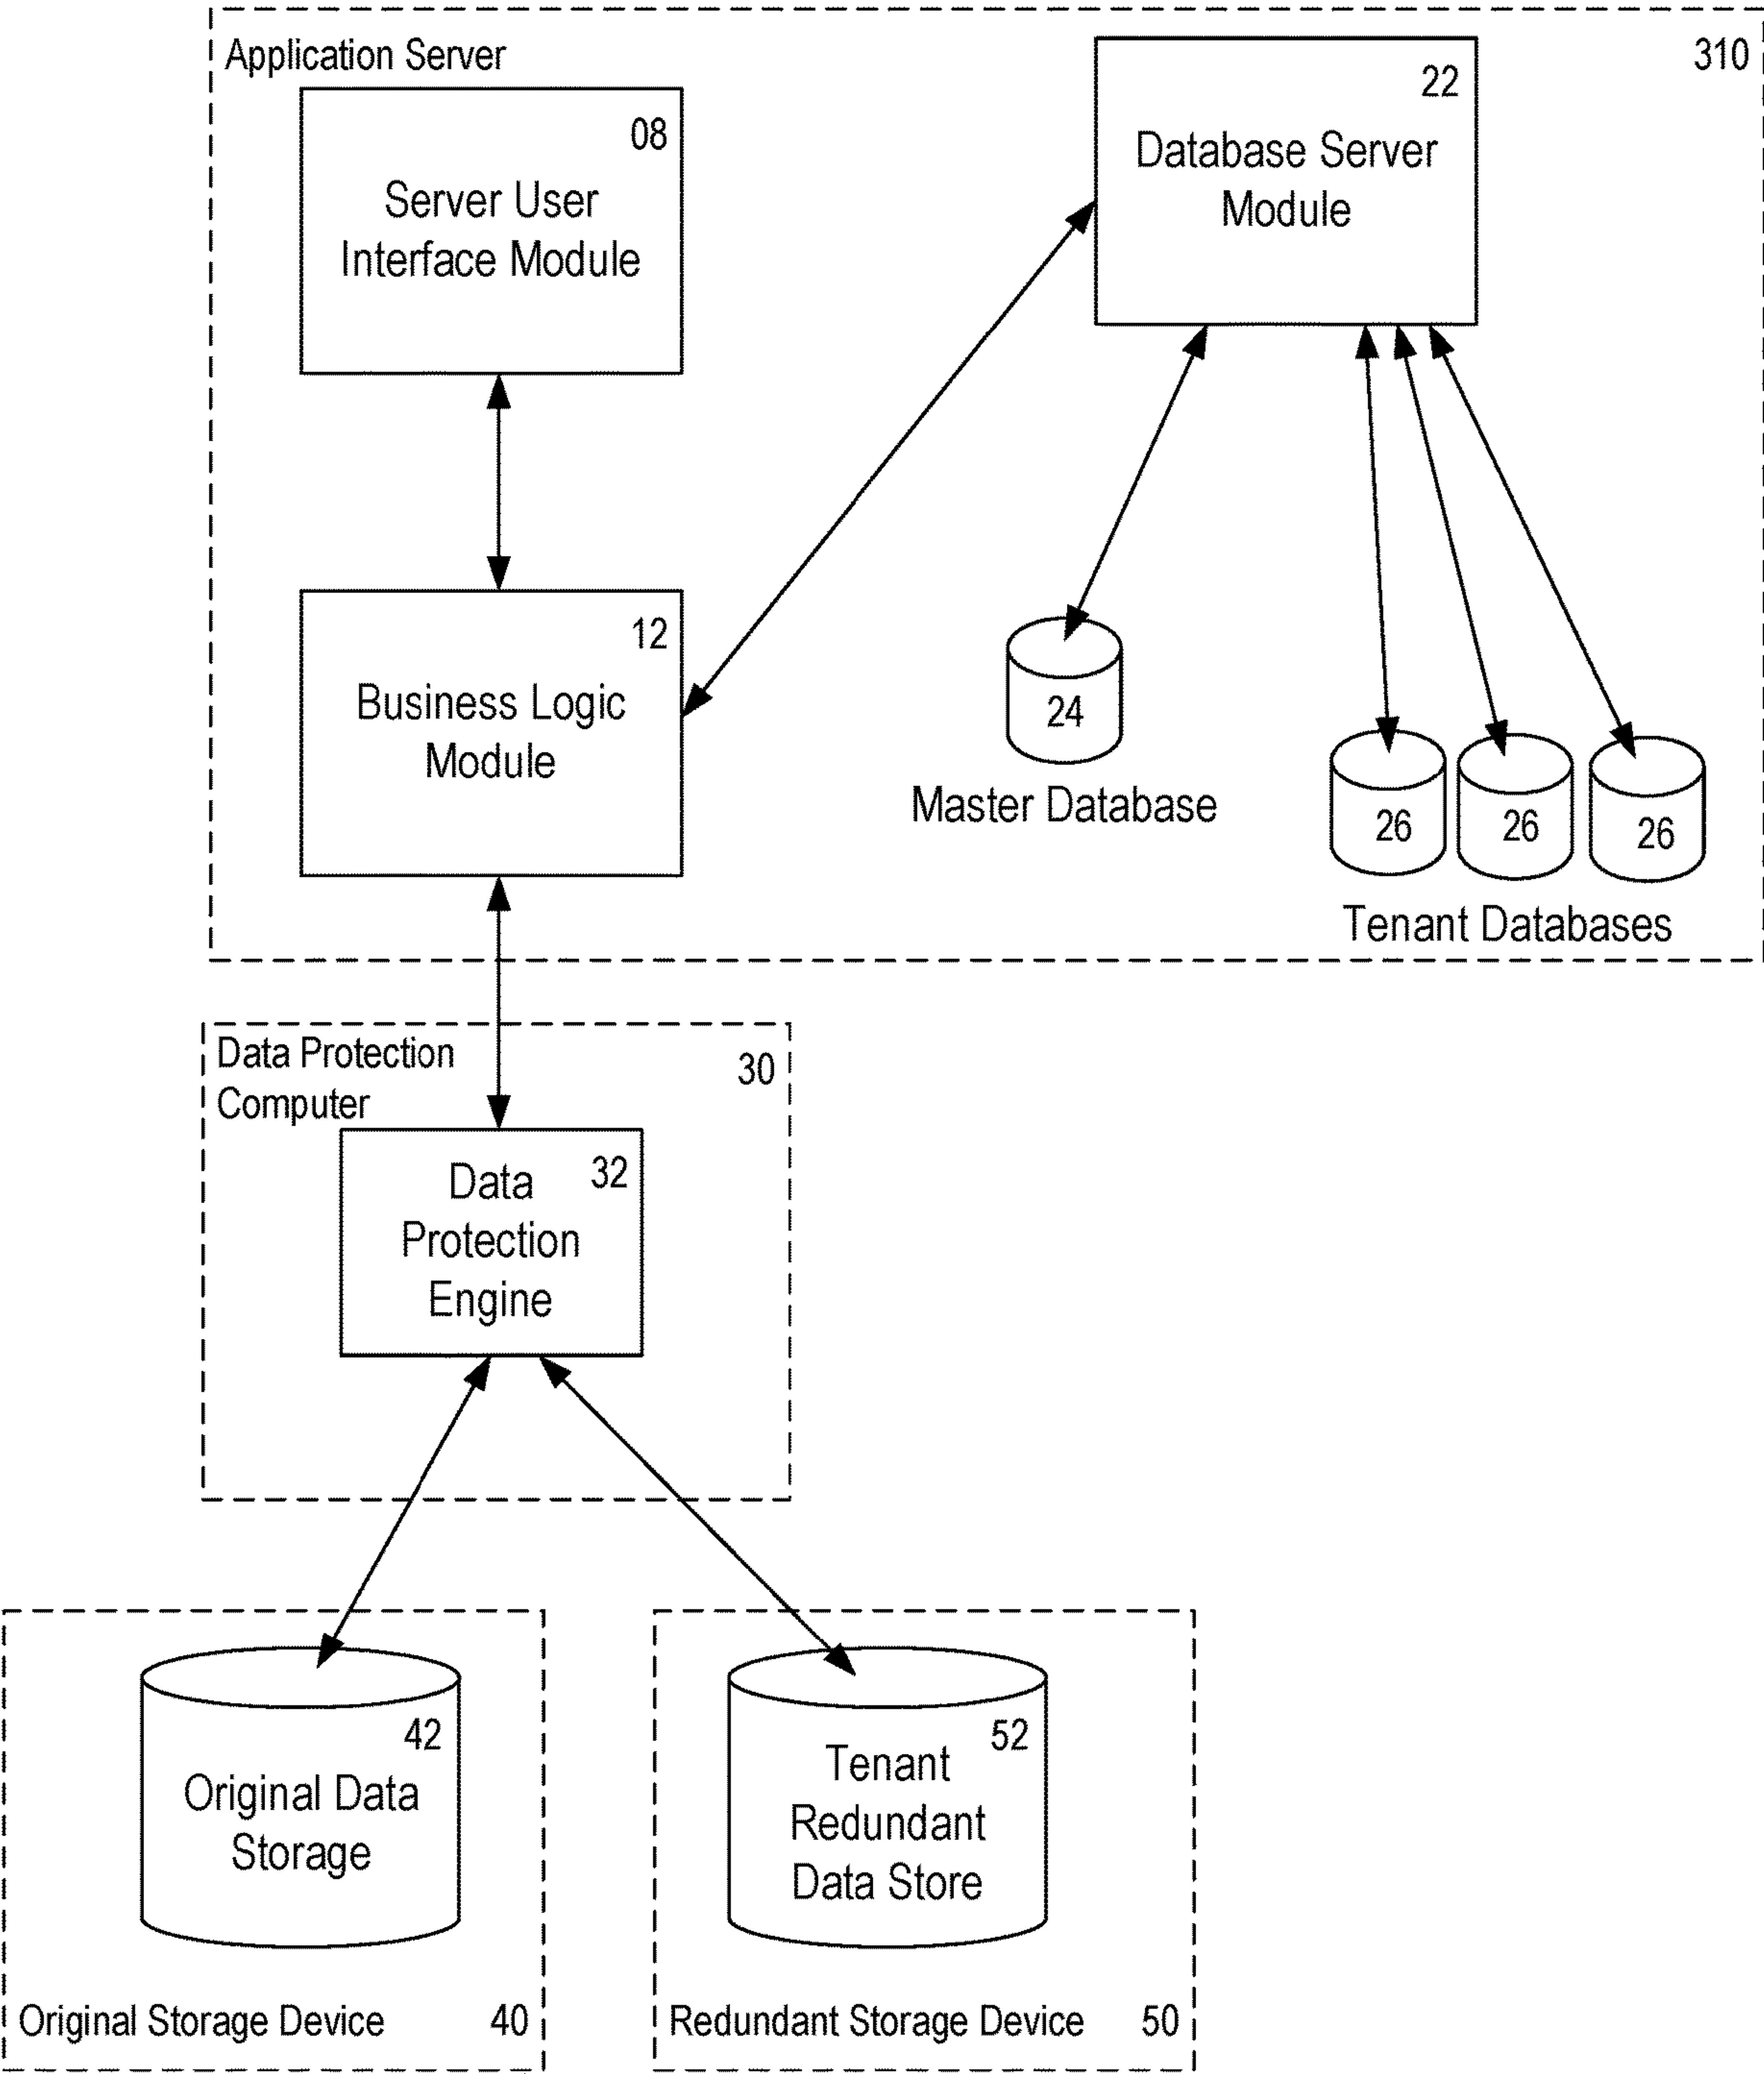 Application Server
310
08
Server User
Interface Module
22
Database Server
Module
12
Business Logic
Module
24
Master Database
26
26
26
Tenant Databases
Data Protection
Computer
30
32
Data
Protection
Engine
42
Original Data
Storage
Original Storage Device
40
52
Tenant
Redundant
Data Store
Redundant Storage Device
50